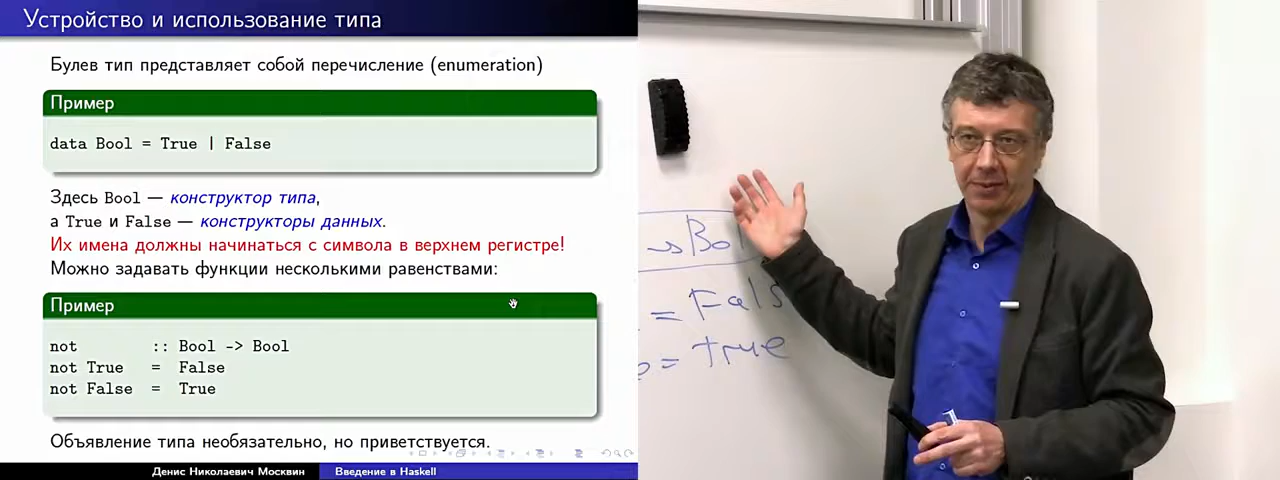 Устройство и использование типа
Булев тип представляет собой перечисление (enumeration)
Пример
data Bool = True | False
Здесь Bool — конструктор типа,
а True и False — конструкторы данных.
Их имена должны начинаться с символа в верхнем регистре!
Можно задавать функции несколькими равенствами:
Пример
not :: Bool -> Bool
not True = False
not False = True
Объявление типа необязательно, но приветствуется.
Денис Николаевич Москвин Введение в Haskell
= Fals
= True